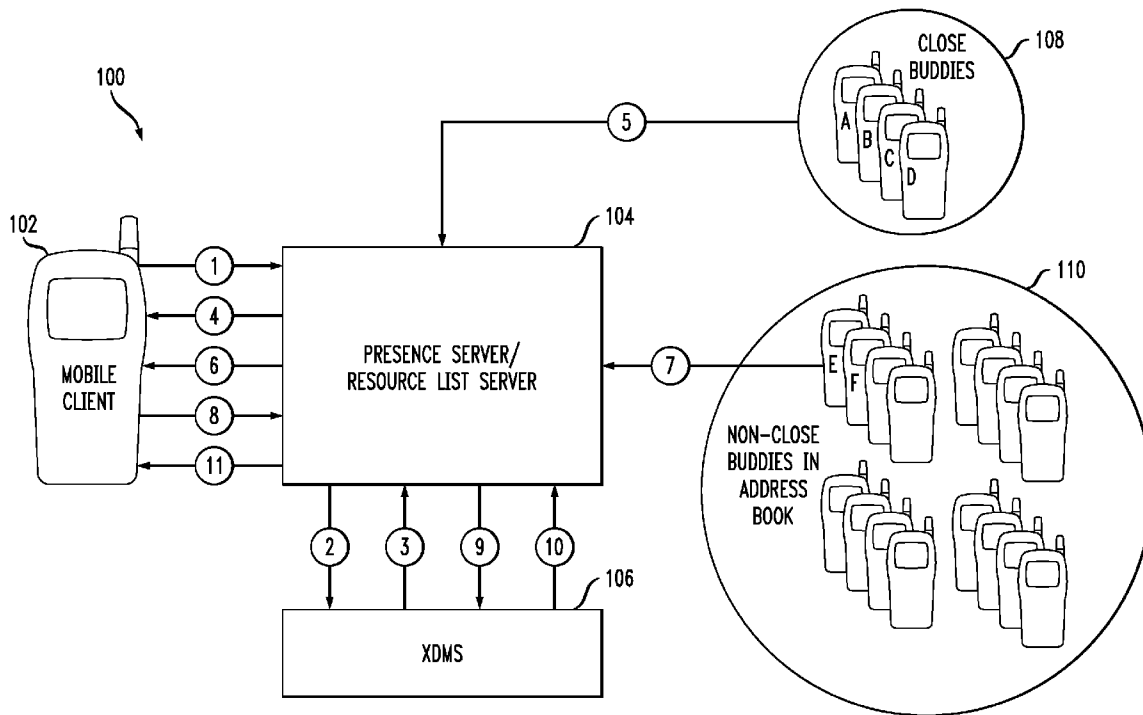 100
CLOSE
BUDDIES
108
A
B
C
D
5
102
104
110
1
4
6
8
11
MOBILE
CLIENT
PRESENCE SERVER/
RESOURCE LIST SERVER
7
E
F
NON-CLOSE
BUDDIES IN
ADDRESS
BOOK
2
3
9
10
106
XDMS